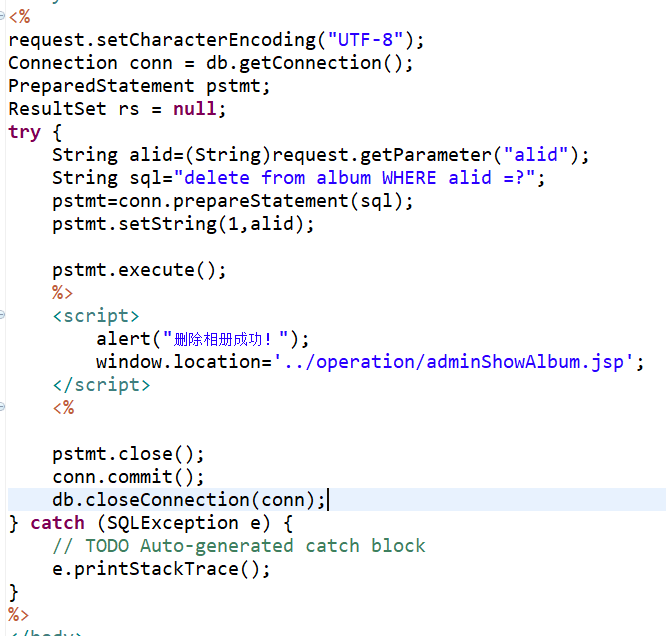 <%
request.setCharacterEncoding("UTF-8");
Connection conn = db.getConnection();
PreparedStatement pstmt;
ResultSet rs = null;
try {
    String alid=(String)request.getParameter("alid");
    String sql="delete from album WHERE alid =?";
    pstmt=conn.prepareStatement(sql);
    pstmt.setString(1,alid);
    pstmt.execute();
    %>
    <script>
        alert("删除相册成功！");
        window.location='../operation/adminShowAlbum.jsp';
    </script>
    <%
    pstmt.close();
    conn.commit();
    db.closeConnection(conn);
} catch (SQLException e) {
    // TODO Auto-generated catch block
    e.printStackTrace();
}
%>
</body>